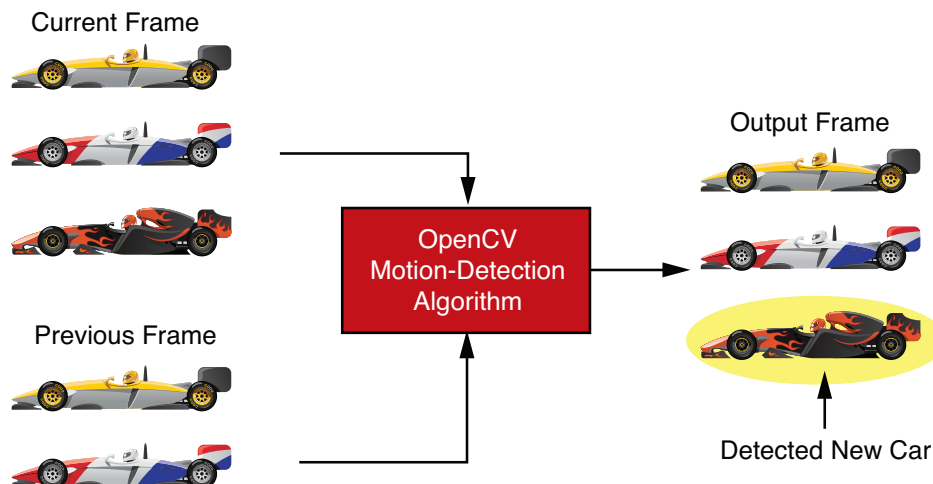 Current Frame
Previous Frame
OpenCV
Motion-Detection
Algorithm
Output Frame
Detected New Car